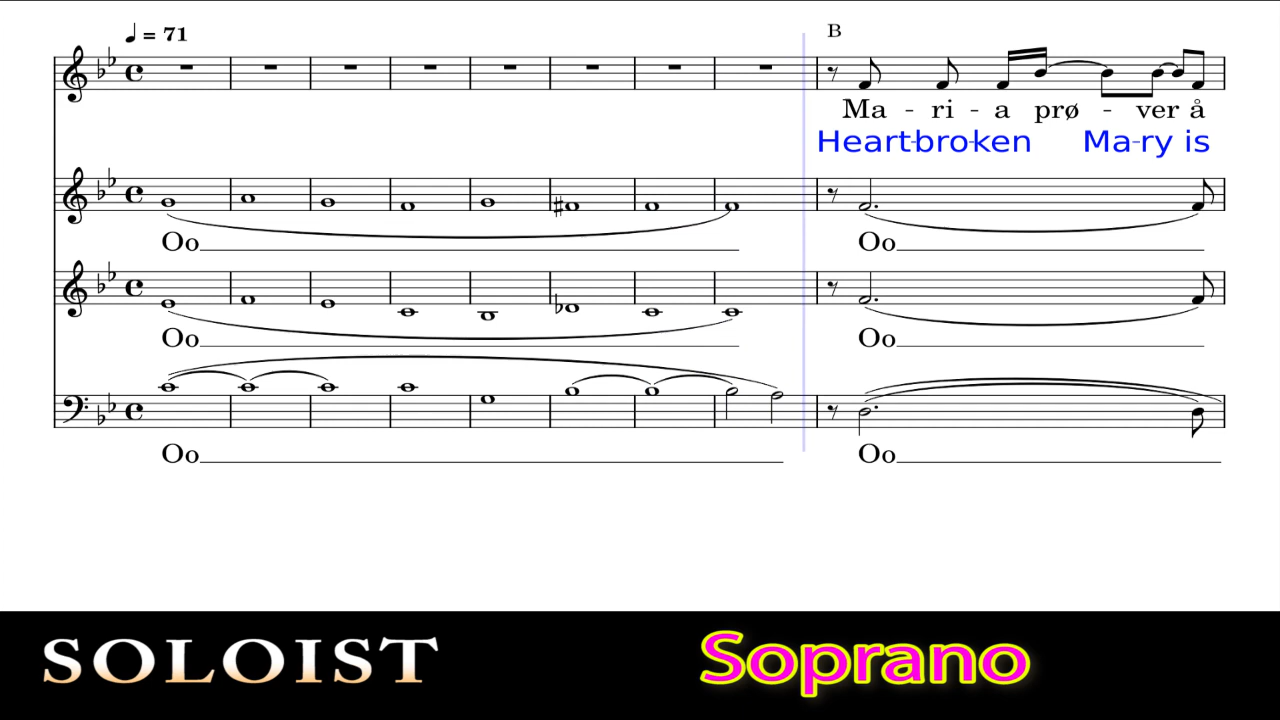 ♩ = 71
B
Ma - ri - a prø - ver å
Heart-bro-ken Ma-ry is
Oo Oo
Oo Oo
Oo Oo
SOLOIST Soprano